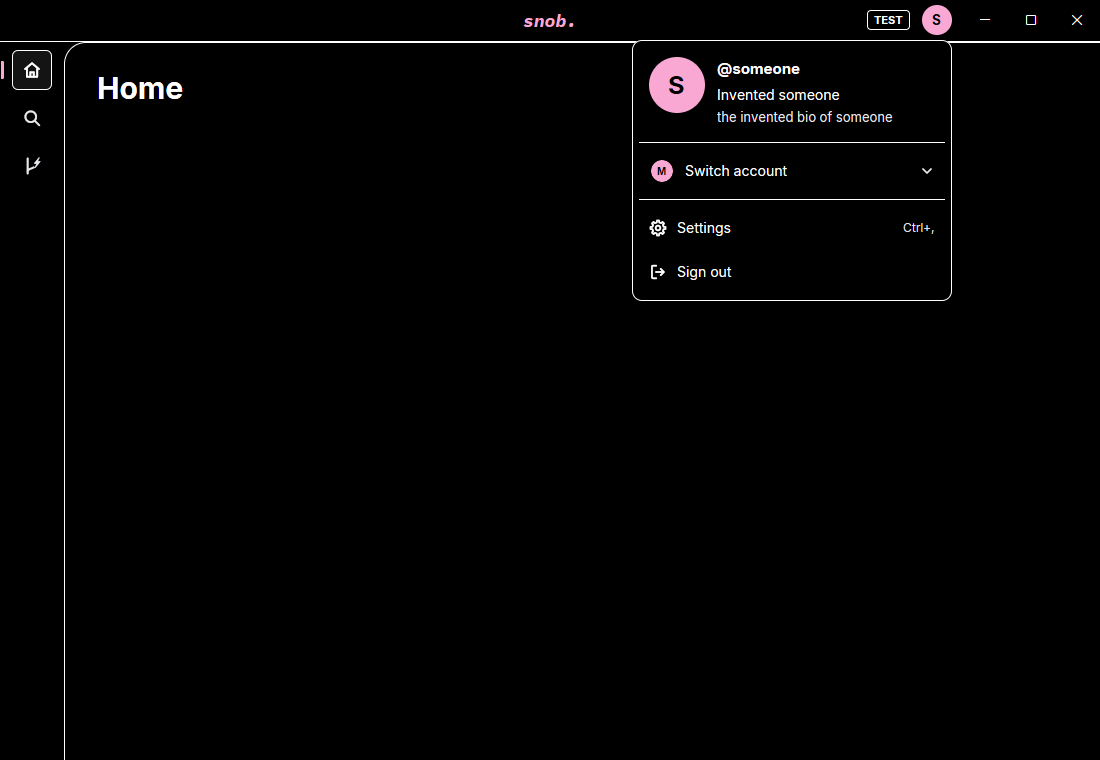 snob.
TEST
S
Home
S
@someone
Invented someone
the invented bio of someone
M
Switch account
Settings
Ctrl+,
Sign out